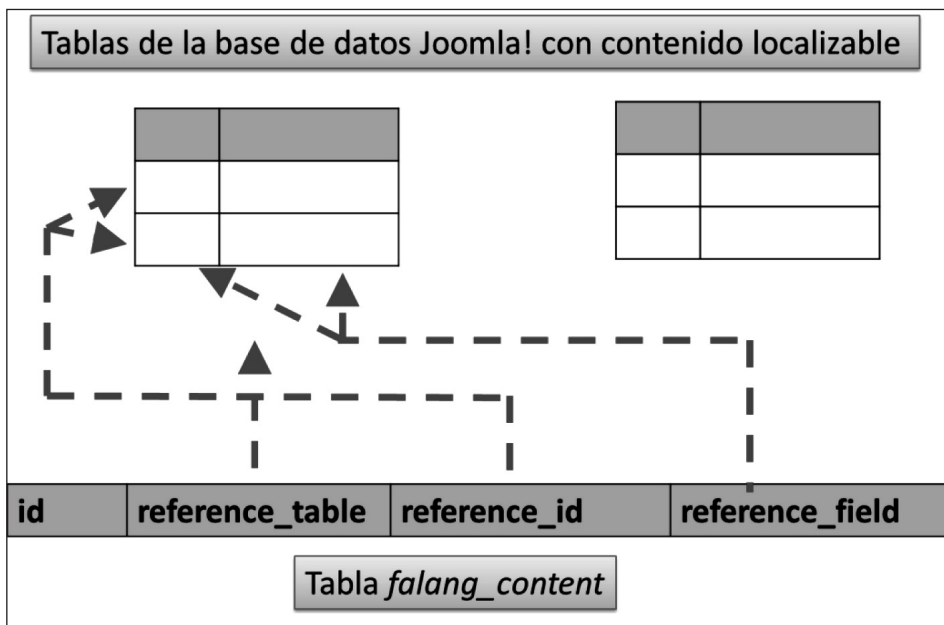 Tablas de la base de datos Joomla! con contenido localizable
id reference_table reference_id reference_field
Tabla falang_content